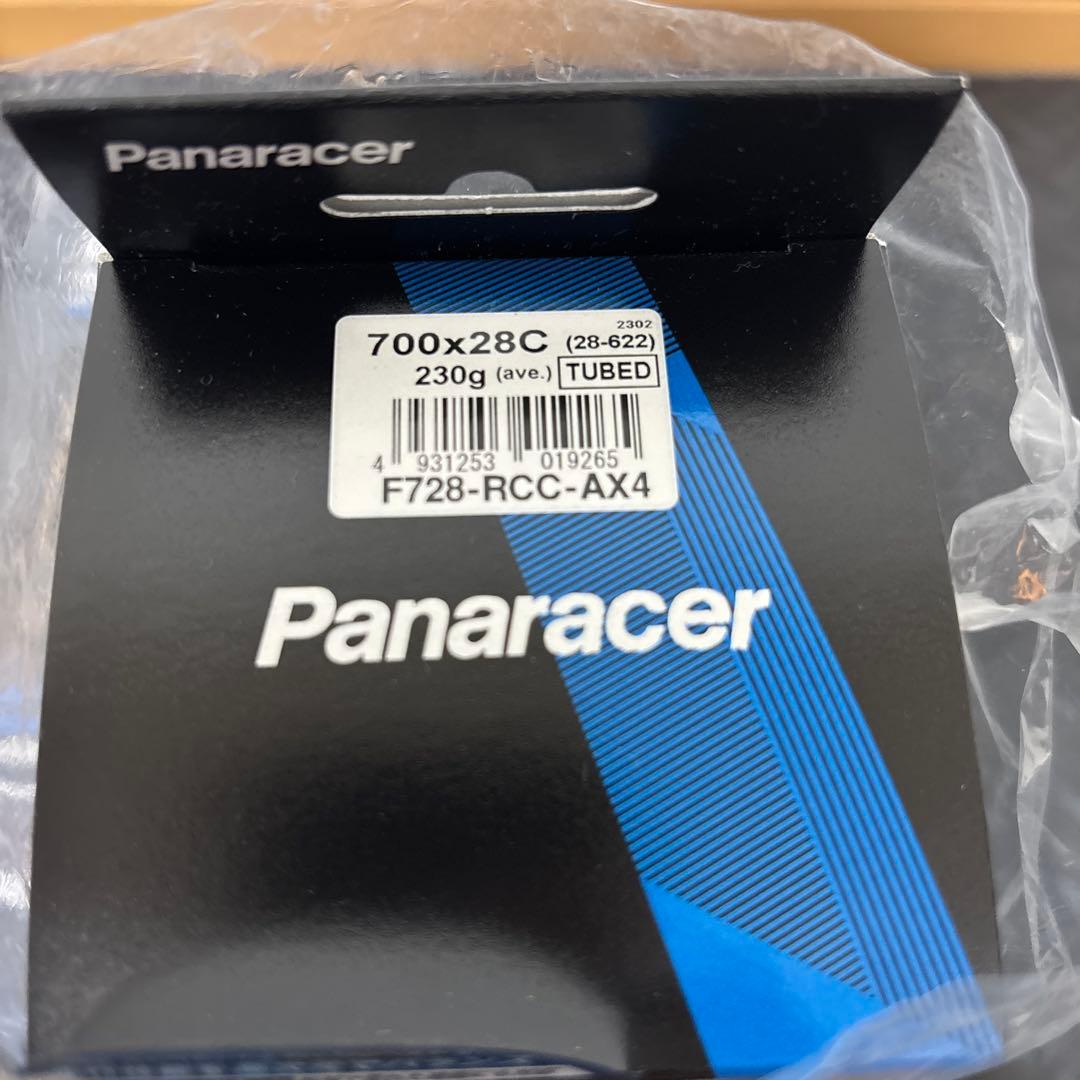 Panaracer
2302
700x28C (28-622)
230g (ave.) TUBED
4 931253 019265
F728-RCC-AX4
Panaracer